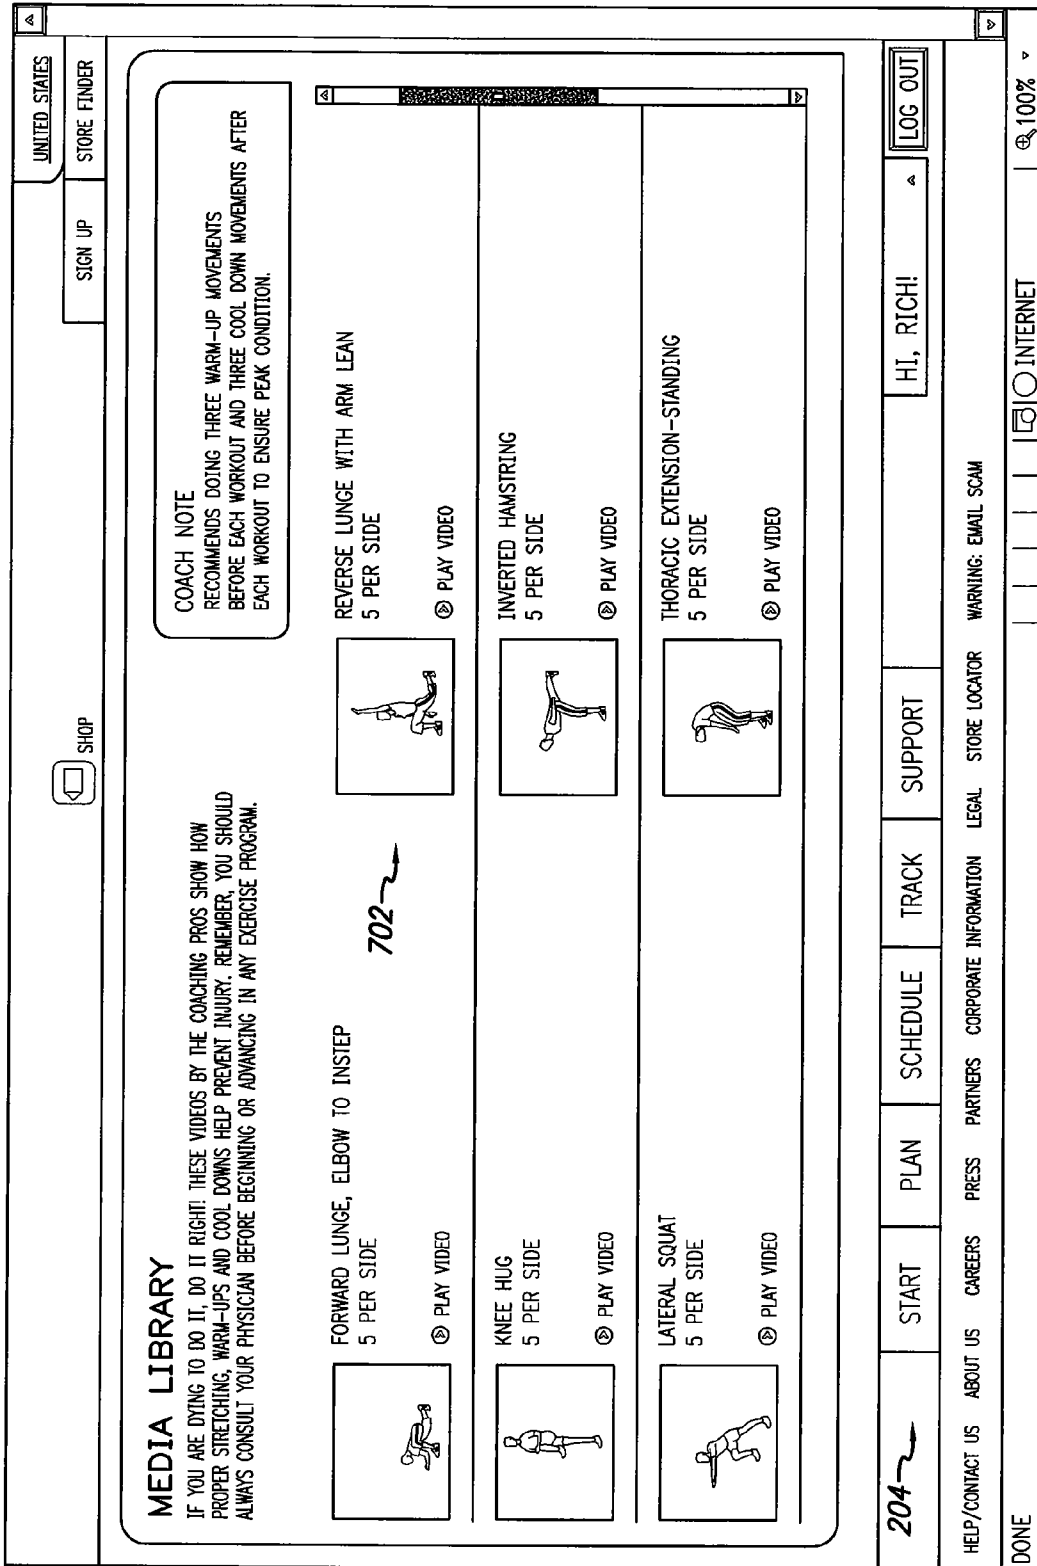 UNITED STATES
SHOP
SIGN UP
STORE FINDER
MEDIA LIBRARY
IF YOU ARE DYING TO DO IT, DO IT RIGHT! THESE VIDEOS BY THE COACHING PROS SHOW HOW
PROPER STRETCHING, WARM-UPS AND COOL DOWNS HELP PREVENT INJURY. REMEMBER, YOU SHOULD
ALWAYS CONSULT YOUR PHYSICIAN BEFORE BEGINNING OR ADVANCING IN ANY EXERCISE PROGRAM.
COACH NOTE
RECOMMENDS DOING THREE WARM-UP MOVEMENTS
BEFORE EACH WORKOUT AND THREE COOL DOWN MOVEMENTS AFTER
EACH WORKOUT TO ENSURE PEAK CONDITION.
FORWARD LUNGE, ELBOW TO INSTEP
5 PER SIDE
PLAY VIDEO
702
REVERSE LUNGE WITH ARM LEAN
5 PER SIDE
PLAY VIDEO
KNEE HUG
5 PER SIDE
PLAY VIDEO
INVERTED HAMSTRING
5 PER SIDE
PLAY VIDEO
LATERAL SQUAT
5 PER SIDE
PLAY VIDEO
THORACIC EXTENSION-STANDING
5 PER SIDE
PLAY VIDEO
204
START
PLAN
SCHEDULE
TRACK
SUPPORT
HI, RICH!
LOG OUT
HELP/CONTACT US ABOUT US CAREERS PRESS PARTNERS CORPORATE INFORMATION LEGAL STORE LOCATOR WARNING: EMAIL SCAM
DONE
INTERNET
100%